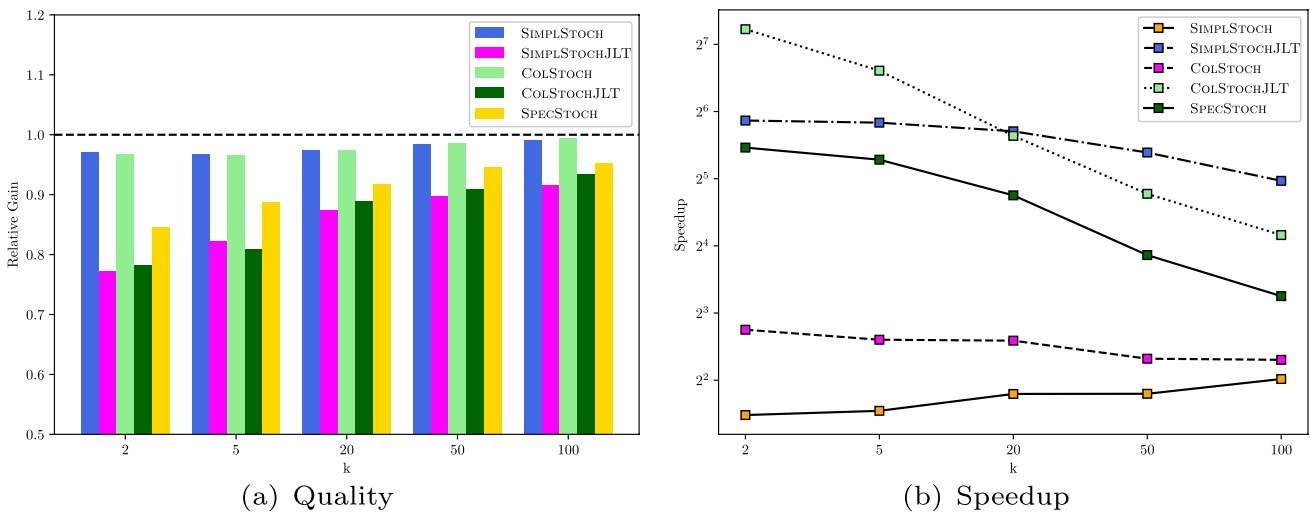 1.2
1.1
1.0
0.9
0.8
0.7
0.6
0.5
Relative Gain
2 5 20 50 100
k
SimplStoch
SimplStochJLT
ColStoch
ColStochJLT
SpecStoch
(a) Quality
2^7
2^6
2^5
2^4
2^3
2^2
Speedup
2 5 20 50 100
k
SimplStoch
SimplStochJLT
ColStoch
ColStochJLT
SpecStoch
(b) Speedup